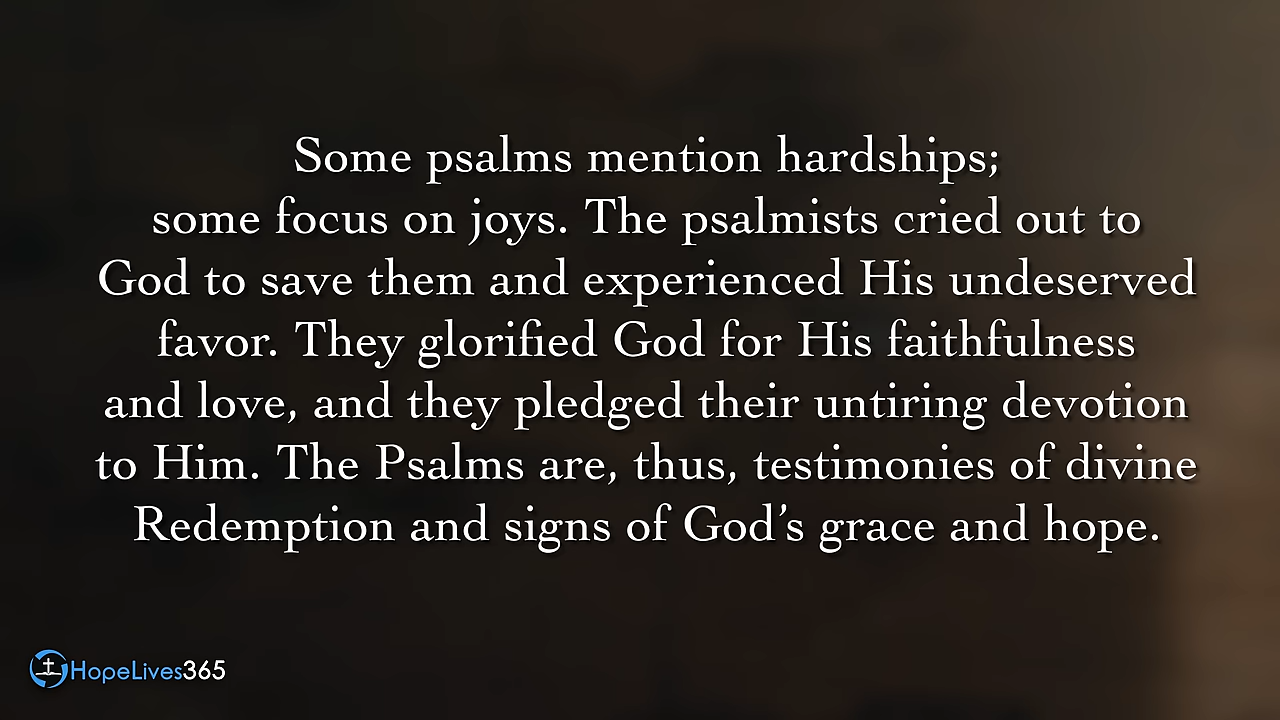 Some psalms mention hardships;
some focus on joys. The psalmists cried out to
God to save them and experienced His undeserved
favor. They glorified God for His faithfulness
and love, and they pledged their untiring devotion
to Him. The Psalms are, thus, testimonies of divine
Redemption and signs of God’s grace and hope.
HopeLives365